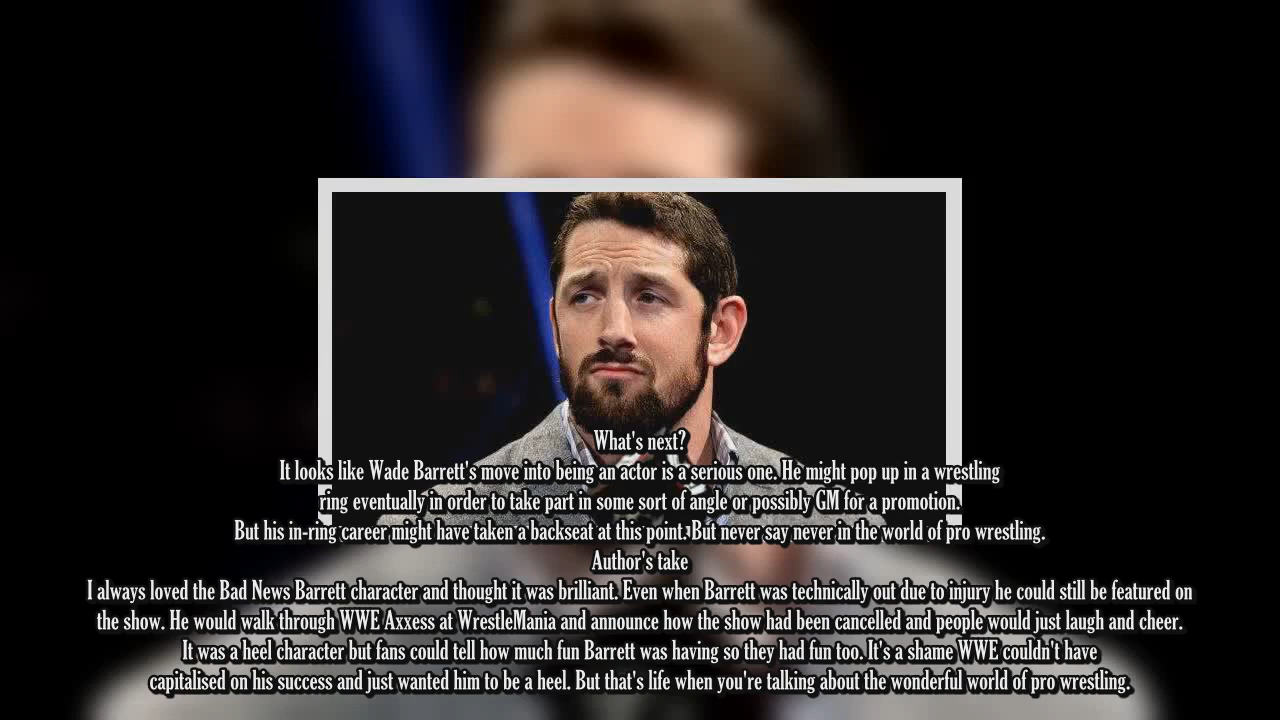 What's next?
It looks like Wade Barrett's move into being an actor is a serious one. He might pop up in a wrestling
ring eventually in order to take part in some sort of angle or possibly GM for a promotion.
But his in-ring career might have taken a backseat at this point. But never say never in the world of pro wrestling.
Author's take
I always loved the Bad News Barrett character and thought it was brilliant. Even when Barrett was technically out due to injury he could still be featured on
the show. He would walk through WWE Axxess at WrestleMania and announce how the show had been cancelled and people would just laugh and cheer.
It was a heel character but fans could tell how much fun Barrett was having so they had fun too. It's a shame WWE couldn't have
capitalised on his success and just wanted him to be a heel. But that's life when you're talking about the wonderful world of pro wrestling.